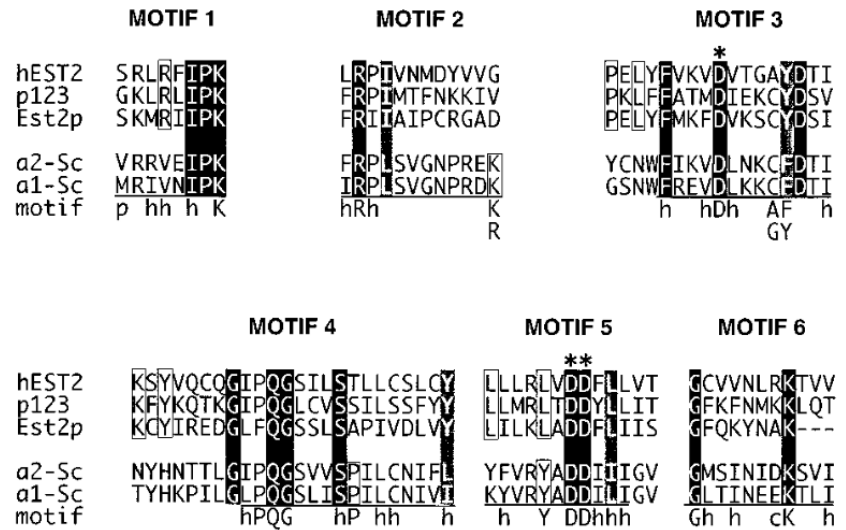 MOTIF 1 MOTIF 2 MOTIF 3
*
hEST2 SRLRFIPK LRPIVNMDYVVG PELYFVKVDVTGAYDTI
p123 GKLRLIPK FRPIMTFNKKIV PKLFFATMDIEKCYDSV
Est2p SKMRIIPK FRIIAIPCRGAD PELYFMKFDVKSCYDSI
a2-Sc VRRVEIPK FRPLSVGNPREK YCNWFIKVDLNKCFDTI
a1-Sc MRIVNIPK IRPLSVGNPRDK GSNWFREVDLKKCFDTI
motif p hh h K hRh K h hDh AF h
R GY
MOTIF 4 MOTIF 5 MOTIF 6
**
hEST2 KSYVQCQGIPQGSILSTLLCSLCY LLLRLVDDFLLVT GCVVNLRKTVV
p123 KFYKQTKGIPQGLCVSSILSSFYY LLMRLTDDYLLIT GFKFNMKKLQT
Est2p KCYIREDGLFQGSSLSAPIVDLVY LILKLADDFLIIS GFQKYNAK---
a2-Sc NYHNTTLGIPQGSVVSPILCNIFL YFVRYADDIIIGV GMSINIDKSVI
a1-Sc TYHKPILGLPQGSLISPILCNIVI KYVRYADDILIGV GLTINEEKTLI
motif hPQG hP hh h h Y DDhhh Gh h cK h